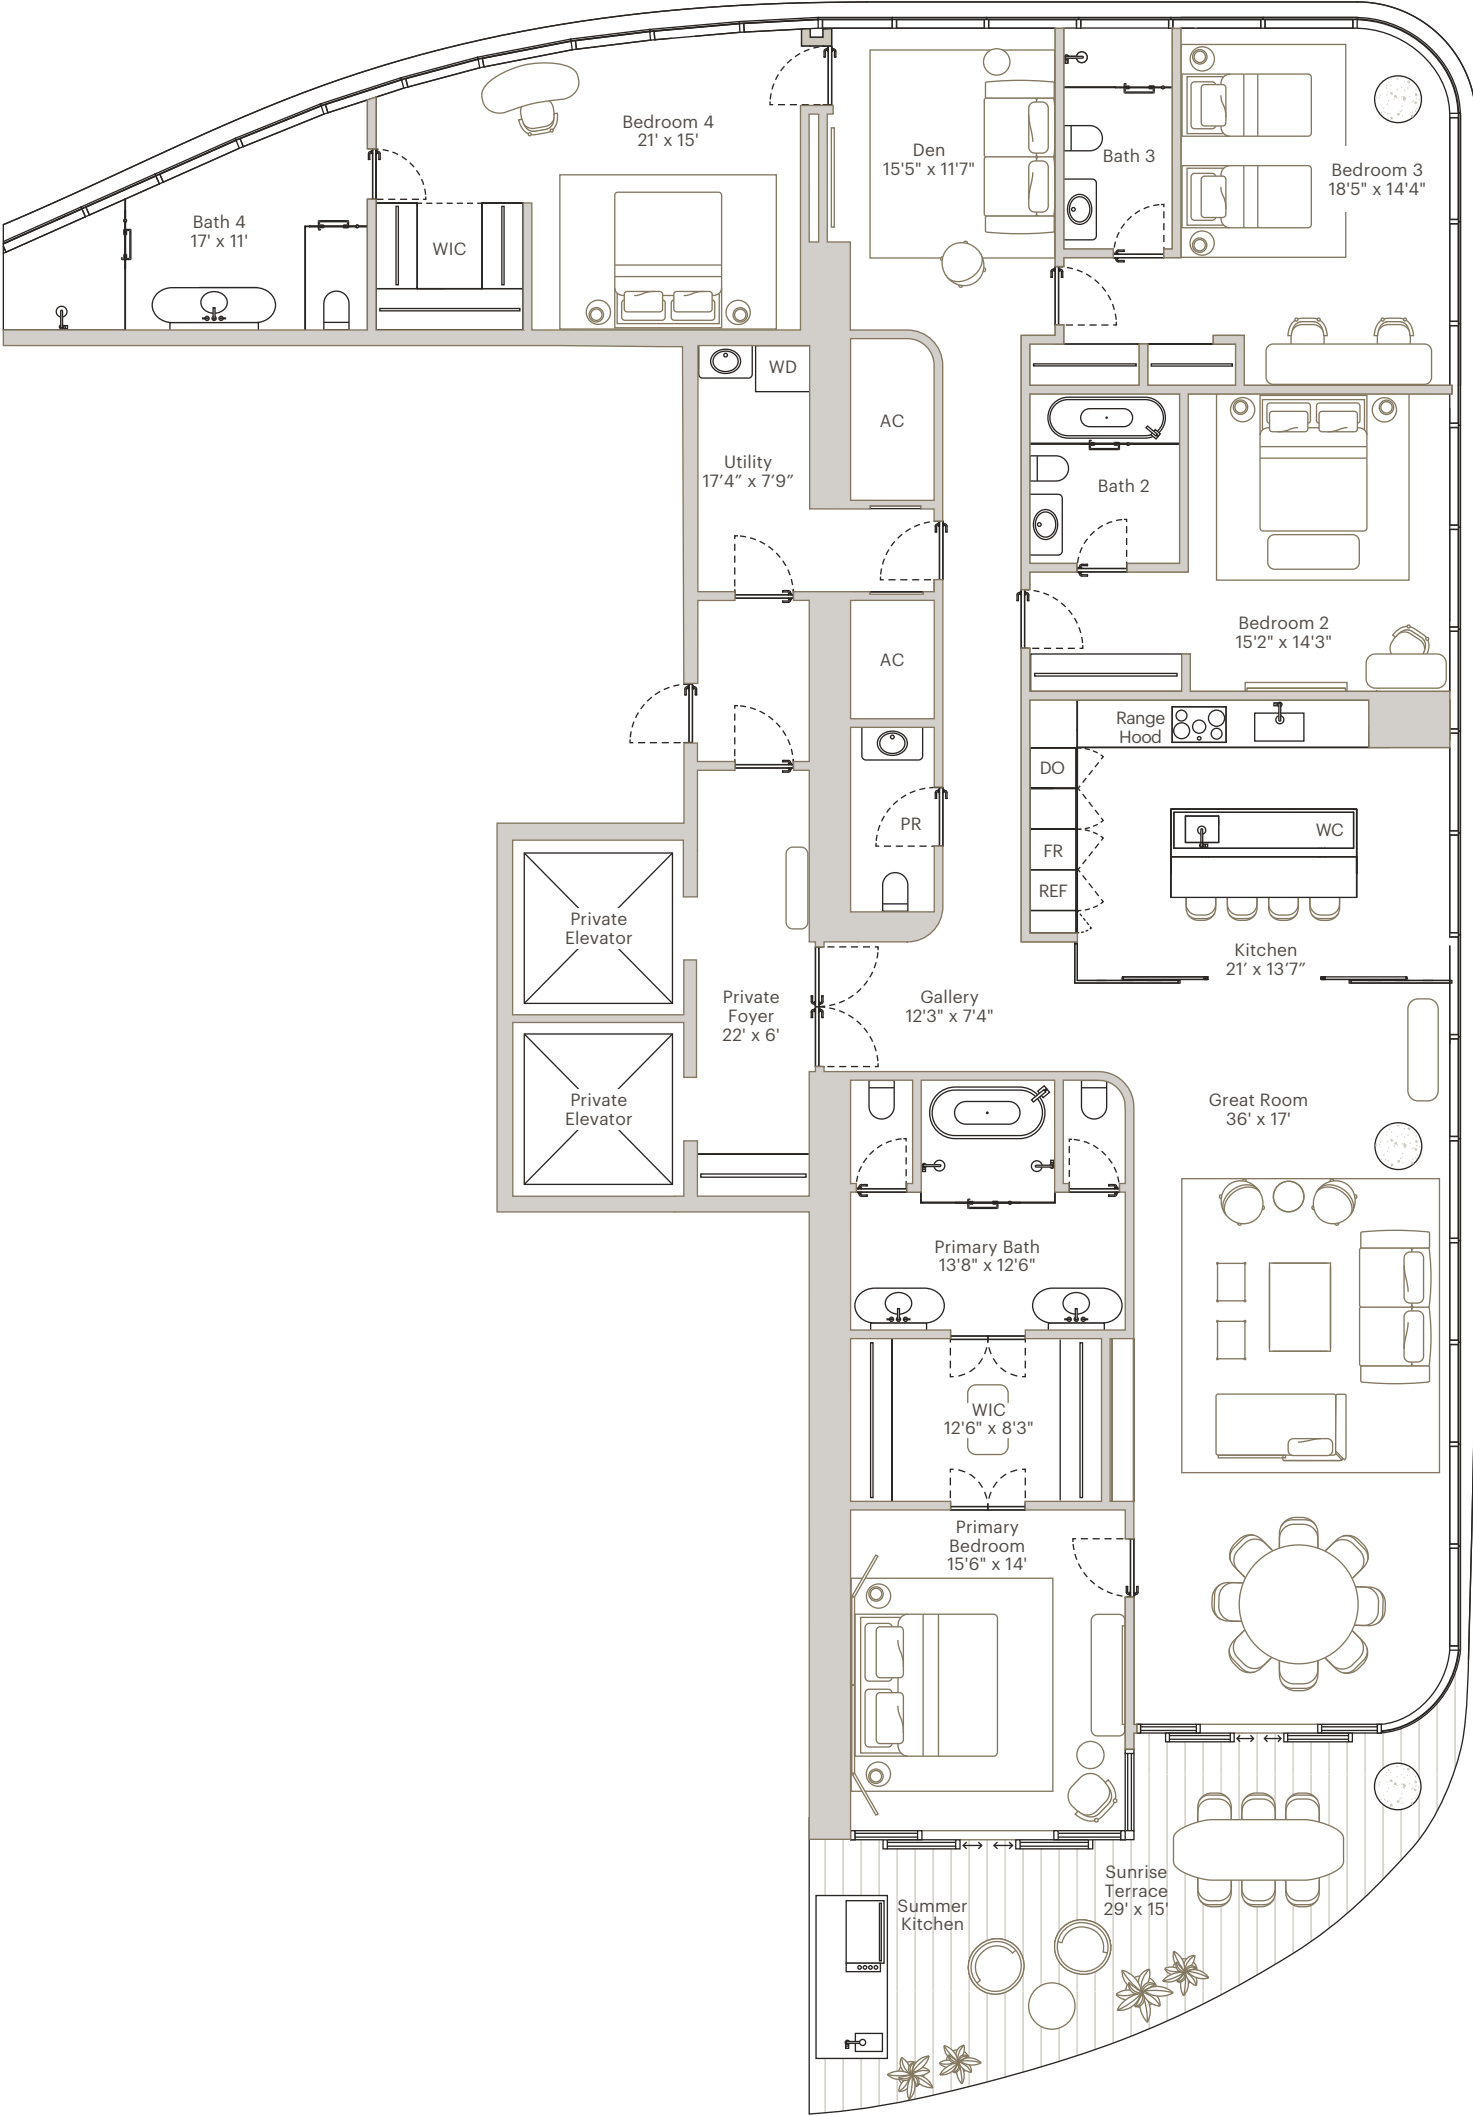 Bedroom 4
21' x 15'
Den
15'5" x 11'7"
Bath 3
Bedroom 3
18'5" x 14'4"
Bath 4
17' x 11'
WIC
WD
AC
Utility
17'4” x 7'9”
Bath 2
Bedroom 2
15'2" x 14'3"
AC
Range
Hood
DO
PR
FR
REF
WC
Private
Elevator
Kitchen
21’ x 13’7”
Private
Foyer
22' x 6'
Gallery
12'3" x 7'4"
Private
Elevator
Great Room
36' x 17'
Primary Bath
13'8" x 12'6"
WIC
12'6" x 8'3"
Primary
Bedroom
15'6" x 14'
Sunrise
Terrace
29' x 15'
Summer
Kitchen